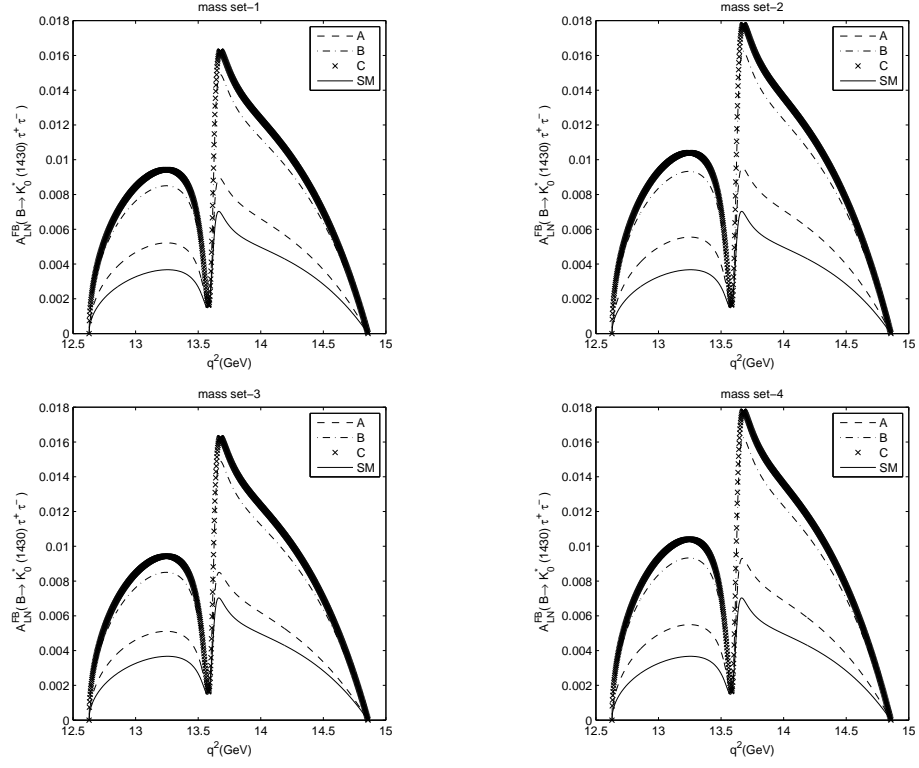 mass set−1
A_{LN}^{FB}( B→ K_0^* (1430) τ^+ τ^- )
0.018
0.016
0.014
0.012
0.01
0.008
0.006
0.004
0.002
0
12.5
13
13.5
14
14.5
15
q^2(GeV)
A
B
C
SM
mass set−2
A_{LN}^{FB}( B→ K_0^* (1430) τ^+ τ^- )
0.018
0.016
0.014
0.012
0.01
0.008
0.006
0.004
0.002
0
12.5
13
13.5
14
14.5
15
q^2(GeV)
A
B
C
SM
mass set−3
A_{LN}^{FB}( B→ K_0^* (1430) τ^+ τ^- )
0.018
0.016
0.014
0.012
0.01
0.008
0.006
0.004
0.002
0
12.5
13
13.5
14
14.5
15
q^2(GeV)
A
B
C
SM
mass set−4
A_{LN}^{FB}( B→ K_0^* (1430) τ^+ τ^- )
0.018
0.016
0.014
0.012
0.01
0.008
0.006
0.004
0.002
0
12.5
13
13.5
14
14.5
15
q^2(GeV)
A
B
C
SM